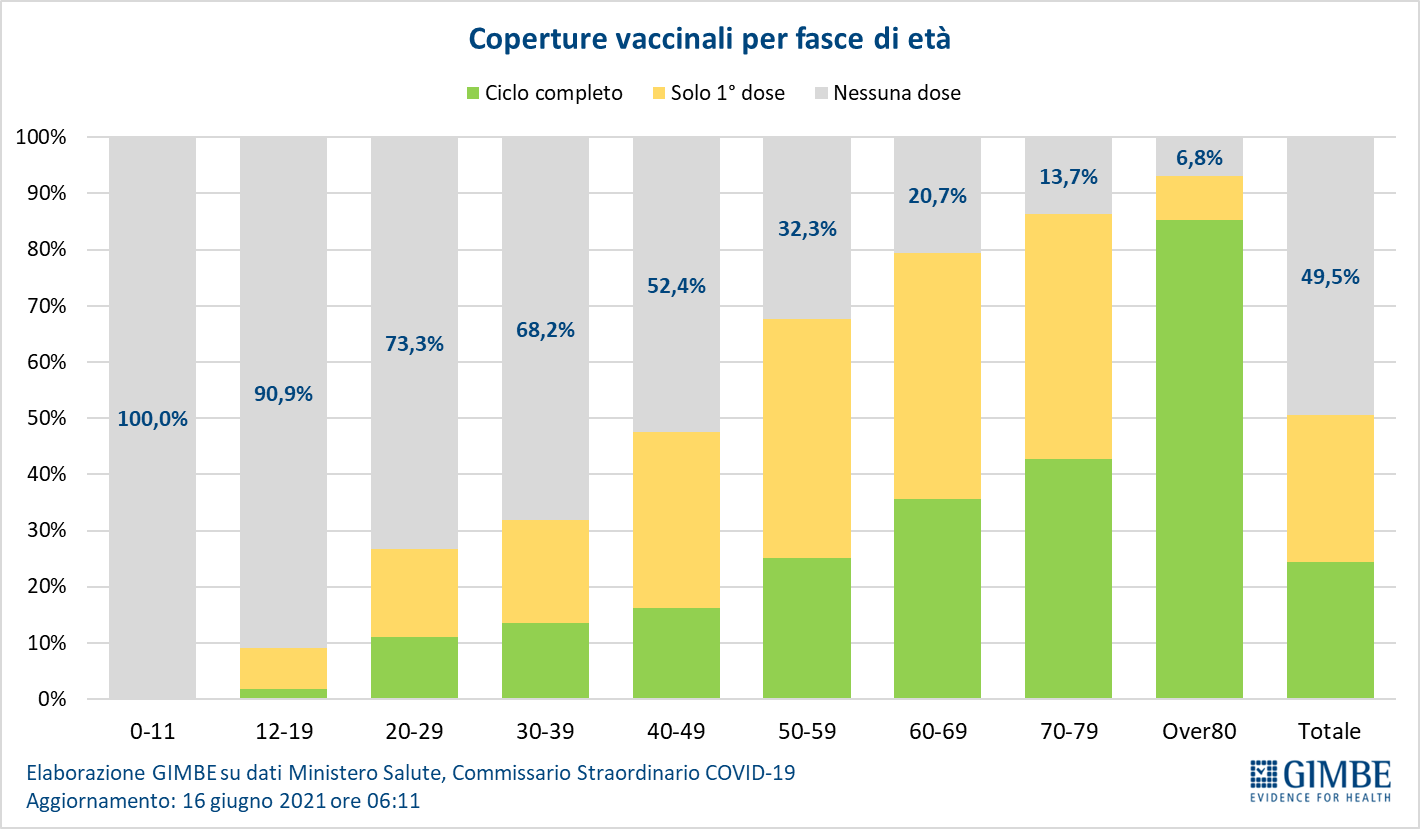 Coperture vaccinali per fasce di età
Ciclo completo Solo 1° dose Nessuna dose
100%
90%
80%
70%
60%
50%
40%
30%
20%
10%
0%
100,0% 90,9% 73,3% 68,2% 52,4% 32,3% 20,7% 13,7% 6,8% 49,5%
0-11 12-19 20-29 30-39 40-49 50-59 60-69 70-79 Over80 Totale
Elaborazione GIMBE su dati Ministero Salute, Commissario Straordinario COVID-19
Aggiornamento: 16 giugno 2021 ore 06:11
GIMBE
EVIDENCE FOR HEALTH